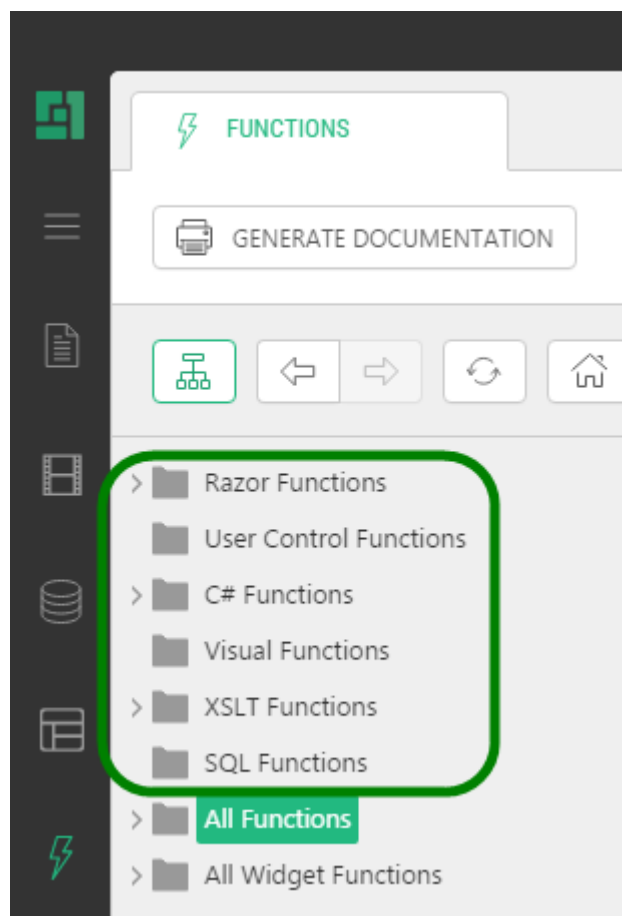 FUNCTIONS
GENERATE DOCUMENTATION
Razor Functions
User Control Functions
C# Functions
Visual Functions
XSLT Functions
SQL Functions
All Functions
All Widget Functions